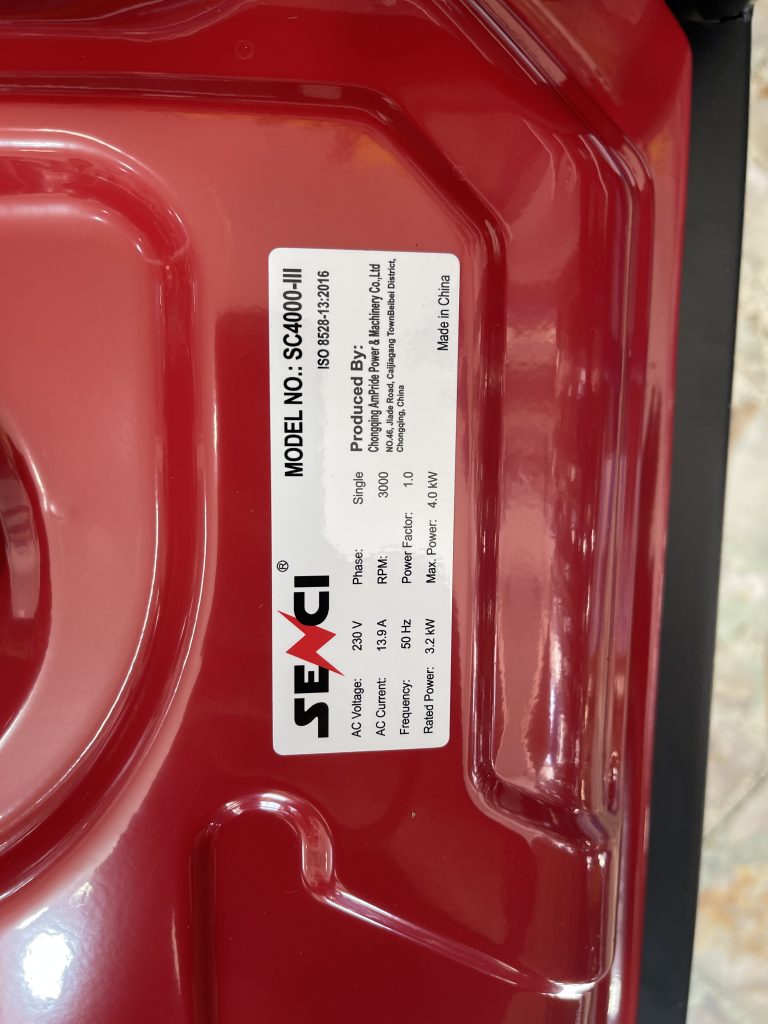 SENCI®
MODEL NO.: SC4000-III
ISO 8528-13:2016
AC Voltage: 230 V Phase: Single
AC Current: 13.9 A RPM: 3000
Frequency: 50 Hz Power Factor: 1.0
Rated Power: 3.2 kW Max. Power: 4.0 kW
Produced By:
Chongqing AmPride Power & Machinery Co.,Ltd
NO.46, Jiade Road, Caijiagang TownBeibei District,
Chongqing, China
Made in China